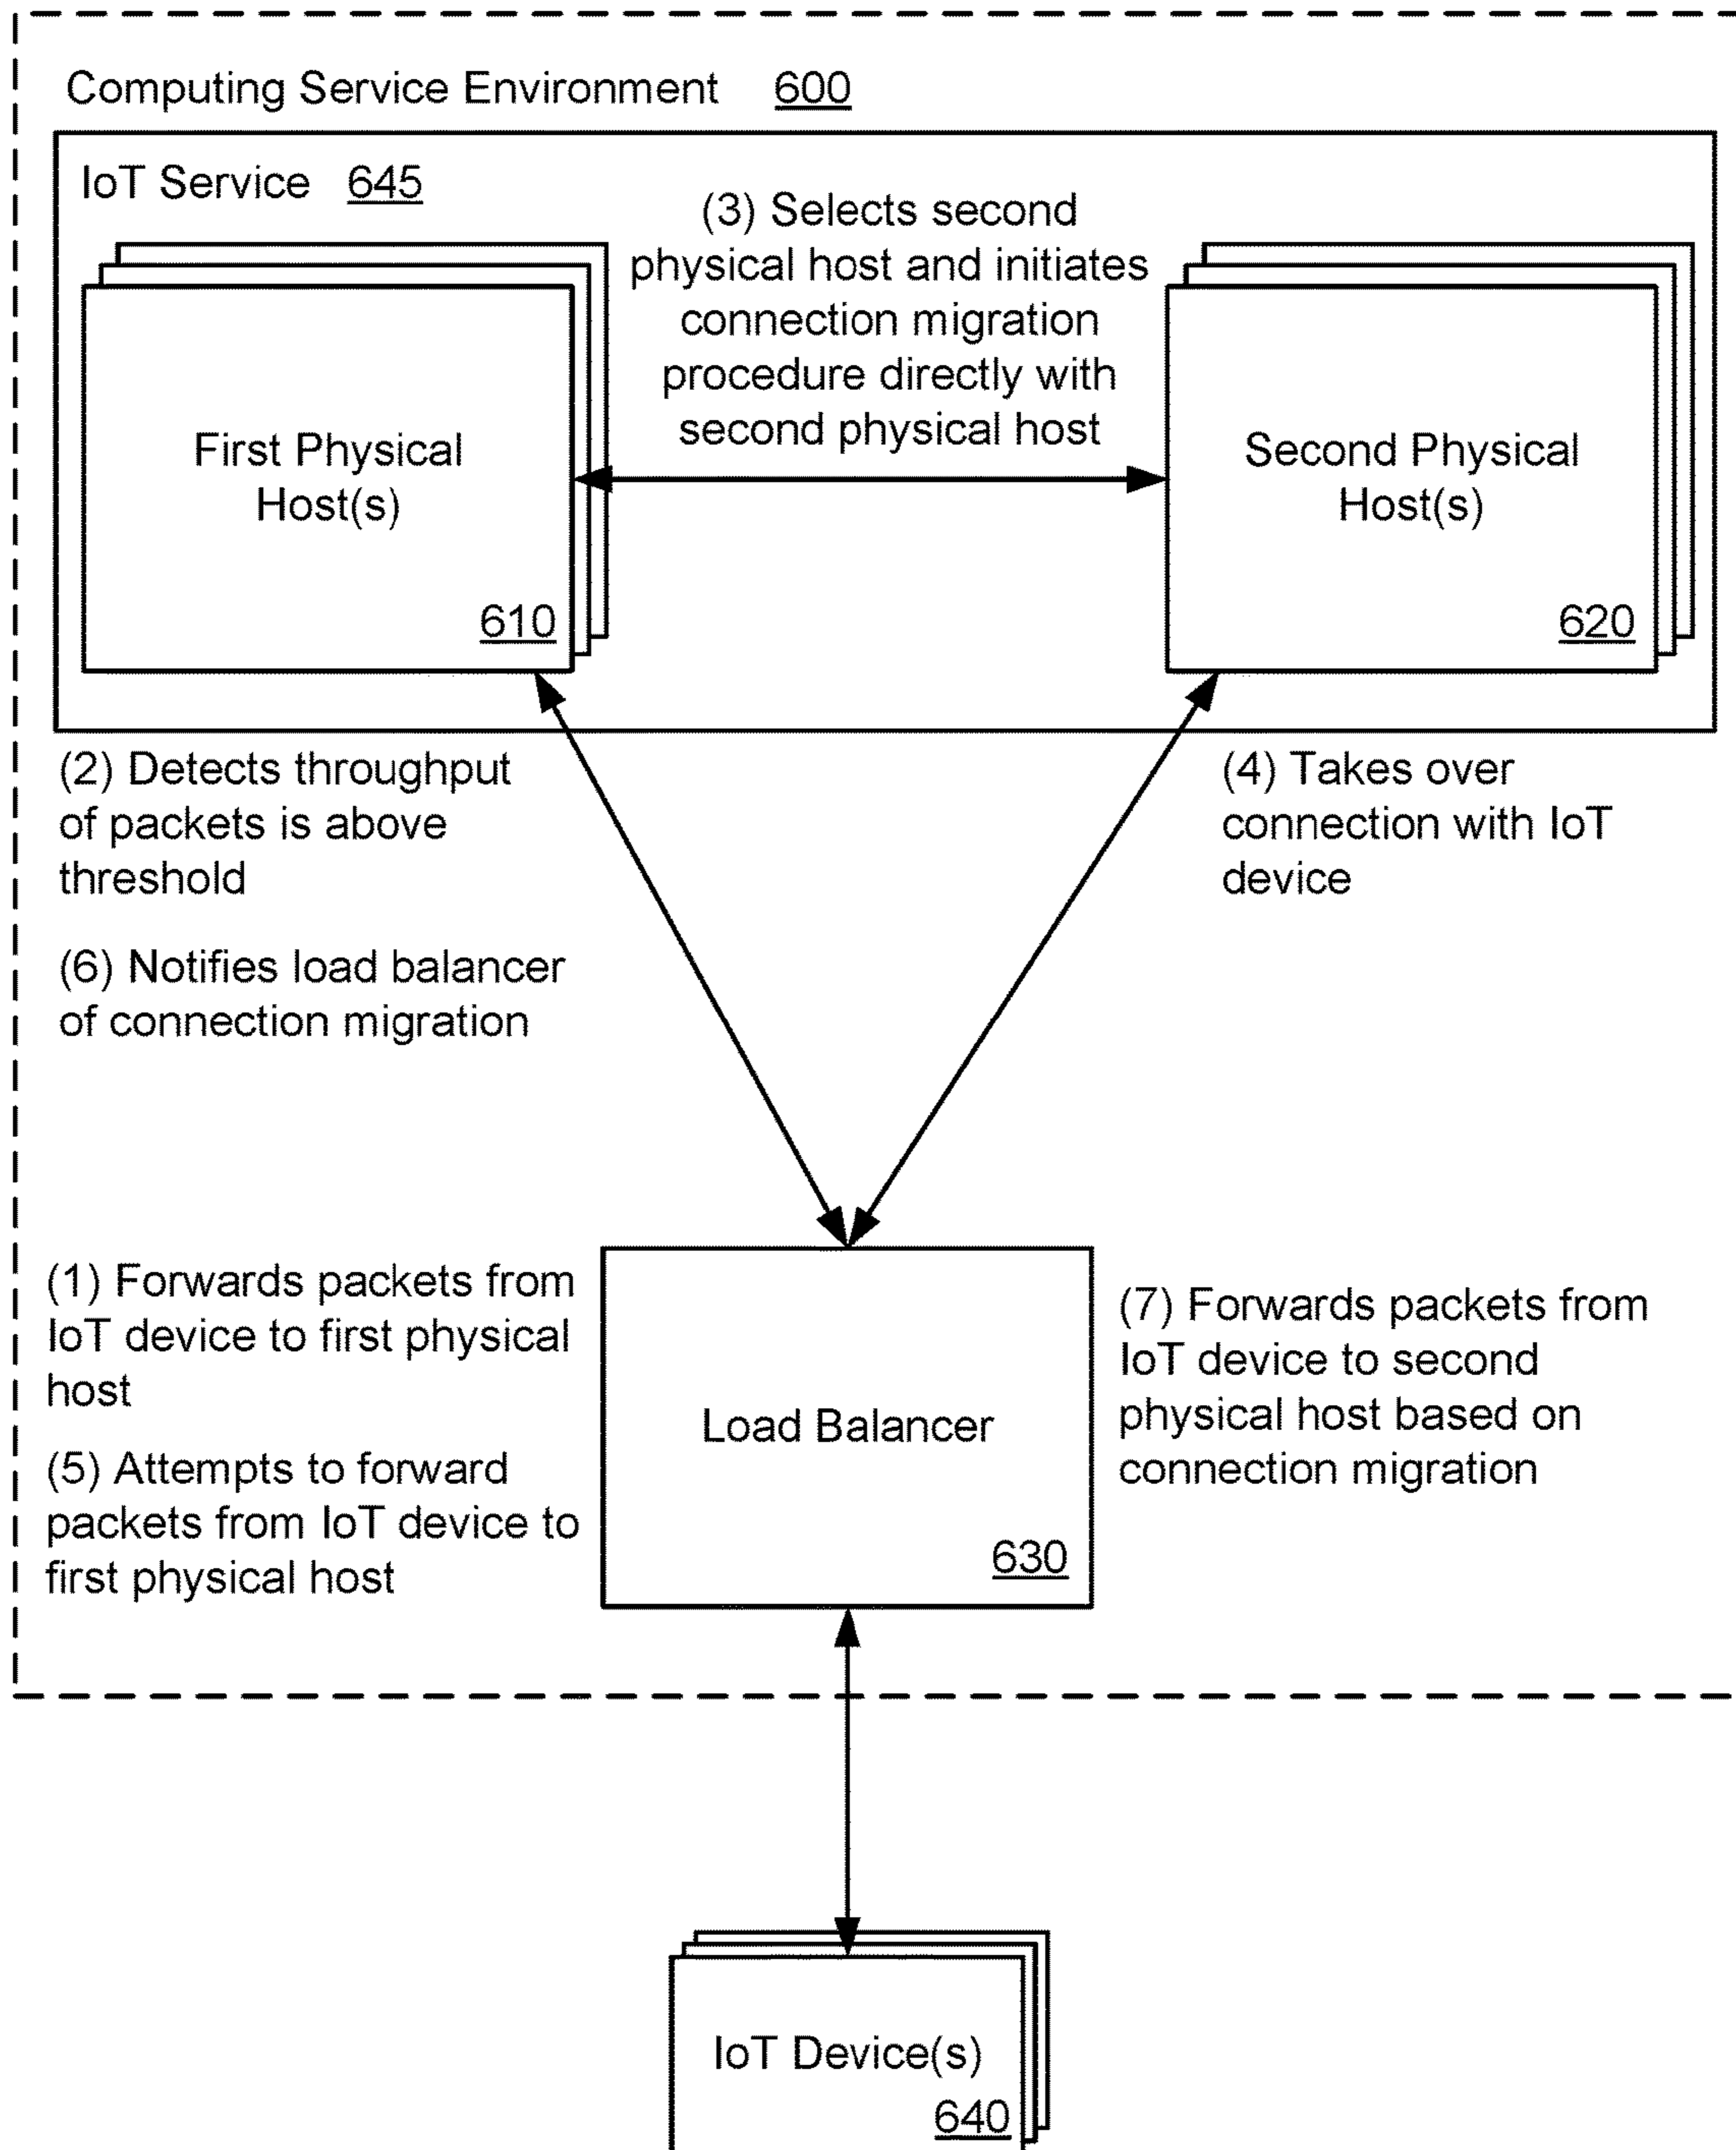 Computing Service Environment 600
IoT Service 645
(3) Selects second
physical host and initiates
connection migration
procedure directly with
second physical host
First Physical
Host(s)
610
Second Physical
Host(s)
620
(2) Detects throughput
of packets is above
threshold
(4) Takes over
connection with IoT
device
(6) Notifies load balancer
of connection migration
(1) Forwards packets from
IoT device to first physical
host
(5) Attempts to forward
packets from IoT device to
first physical host
Load Balancer
630
(7) Forwards packets from
IoT device to second
physical host based on
connection migration
IoT Device(s)
640